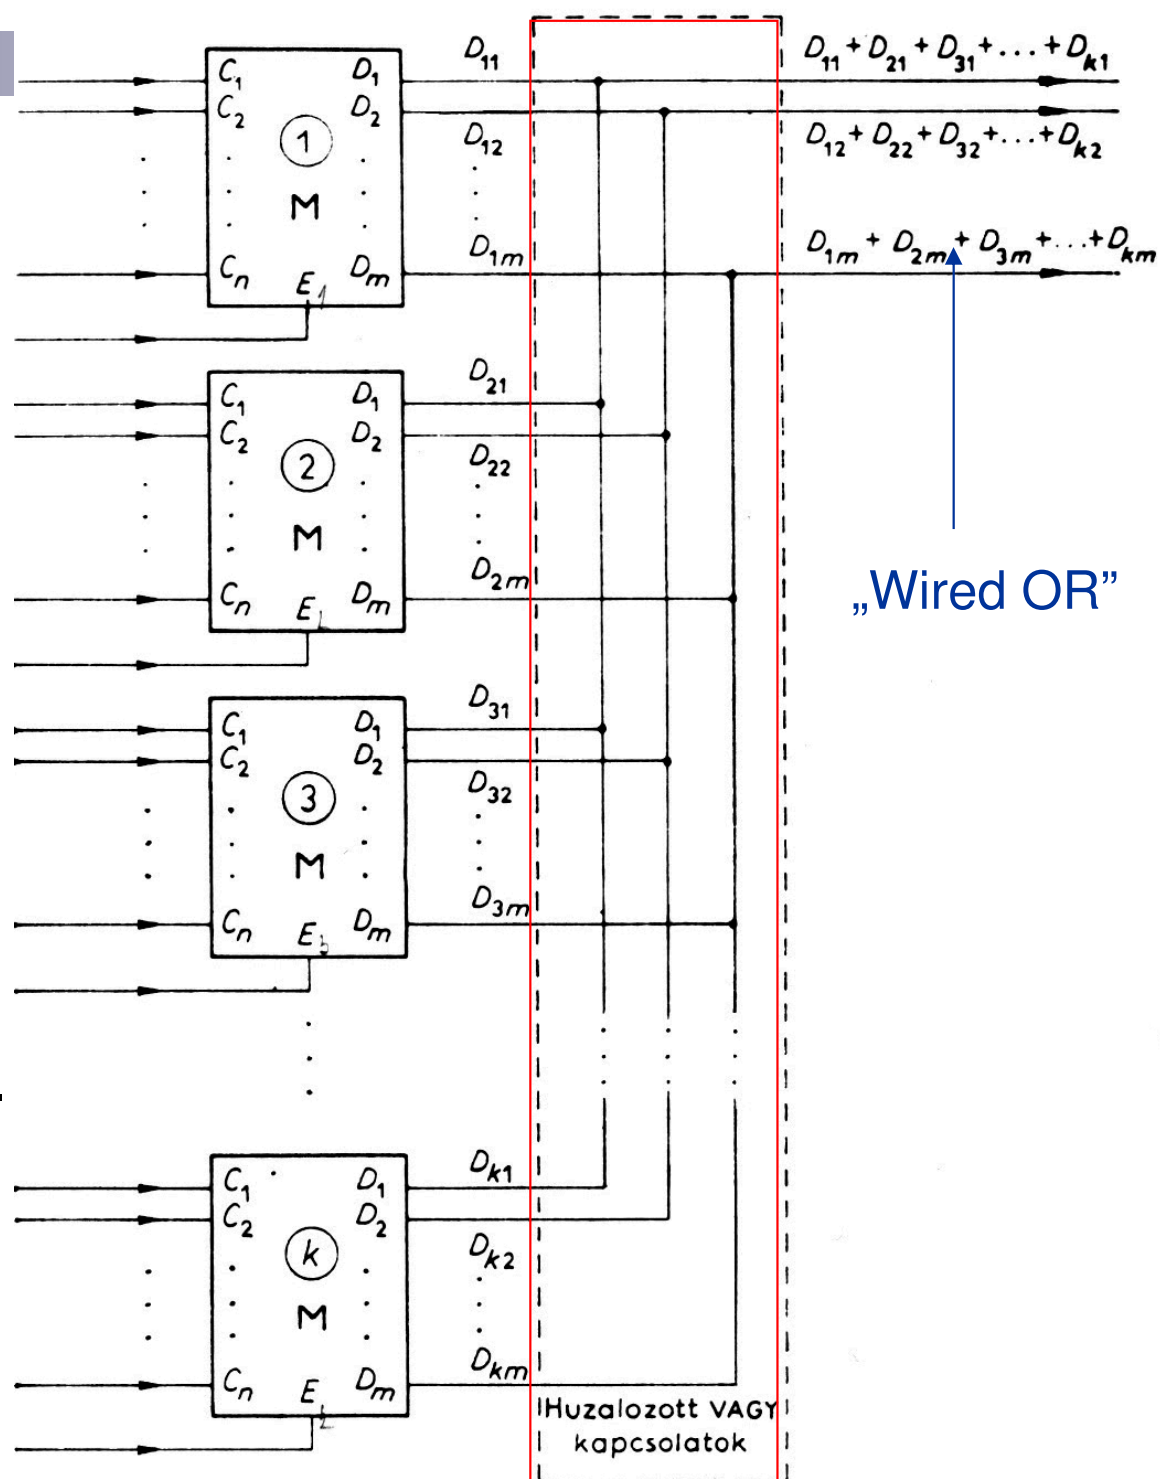 D11 D11 + D21 + D31 + ... + Dk1
C1 D1
C2 D2
1 D12 D12 + D22 + D32 + ... + Dk2
M
D1m D1m + D2m + D3m + ... + Dkm
Cn E1 Dm
D21
C1 D1
C2 D2
2 D22
M
D2m „Wired OR”
Cn E Dm
D31
C1 D1
C2 D2
3 D32
M
D3m
Cn E3 Dm
Dk1
C1 D1
C2 D2
k Dk2
M
Dkm
Cn E Dm
Huzalozott VAGY
kapcsolatok